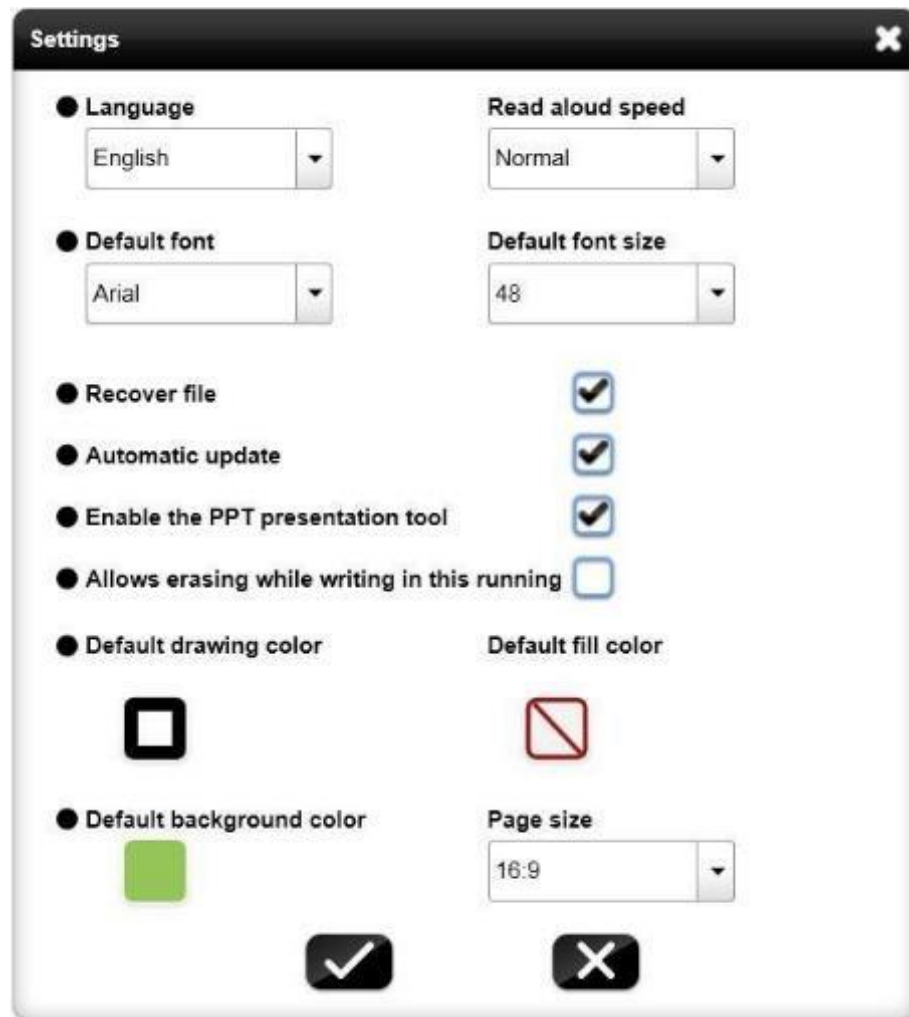 Settings
Language
Read aloud speed
English
Normal
Default font
Default font size
Arial
48
Recover file
Automatic update
Enable the PPT presentation tool
Allows erasing while writing in this running
Default drawing color
Default fill color
Default background color
Page size
16:9